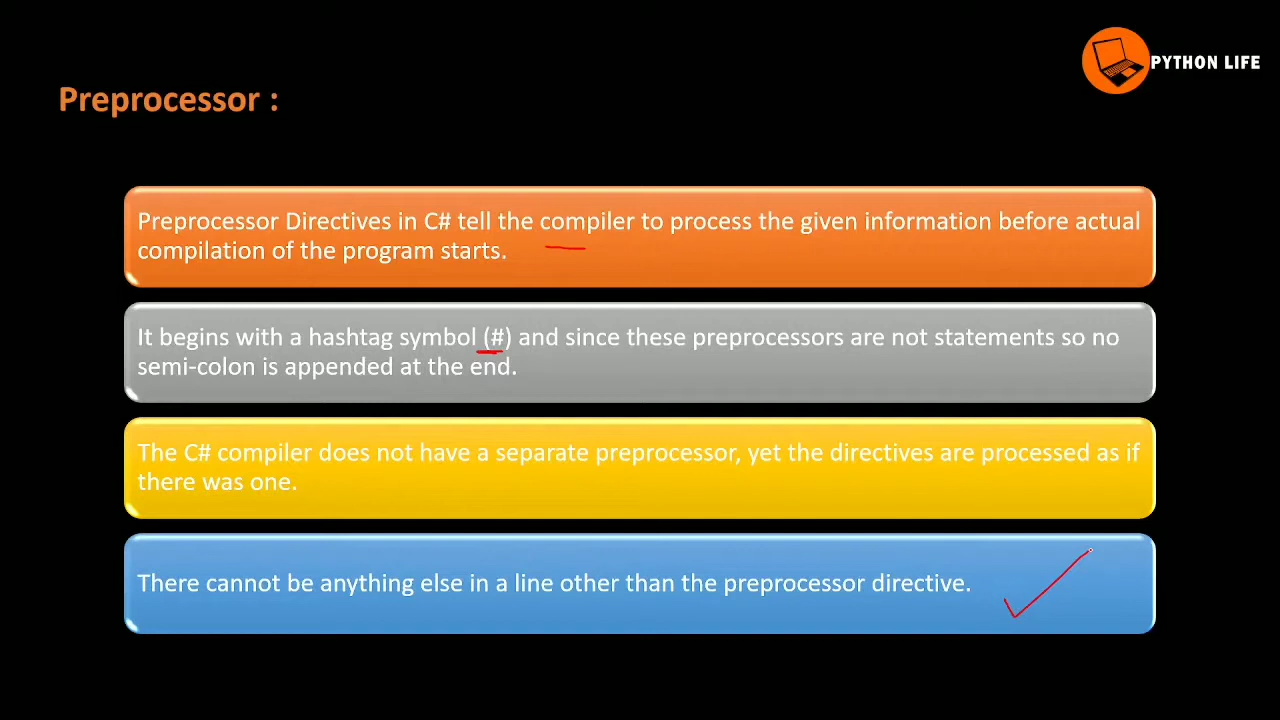 PYTHON LIFE
Preprocessor :
Preprocessor Directives in C# tell the compiler to process the given information before actual
compilation of the program starts.
It begins with a hashtag symbol (#) and since these preprocessors are not statements so no
semi-colon is appended at the end.
The C# compiler does not have a separate preprocessor, yet the directives are processed as if
there was one.
There cannot be anything else in a line other than the preprocessor directive.